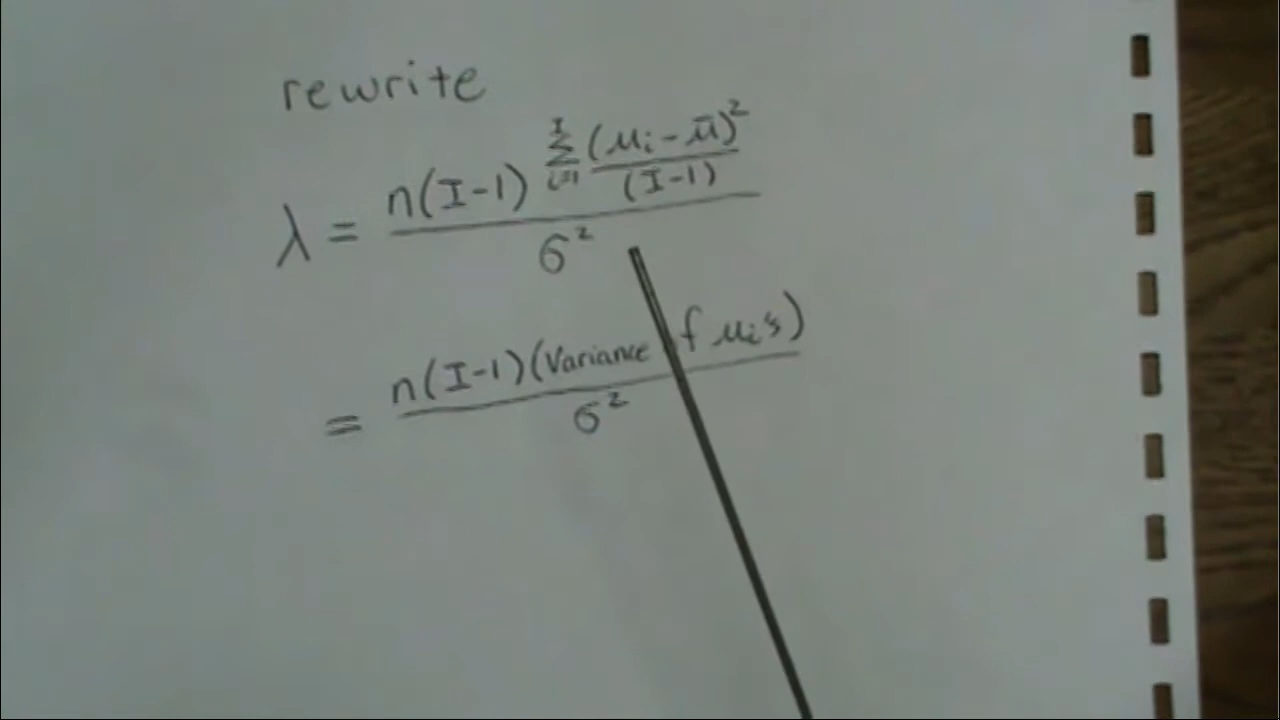 rewrite
λ = n(I-1) Σ_{i=1}^{I} (μ_i - μ̄)² / (I-1) / σ²
= n(I-1)(Variance f μ_i s) / σ²